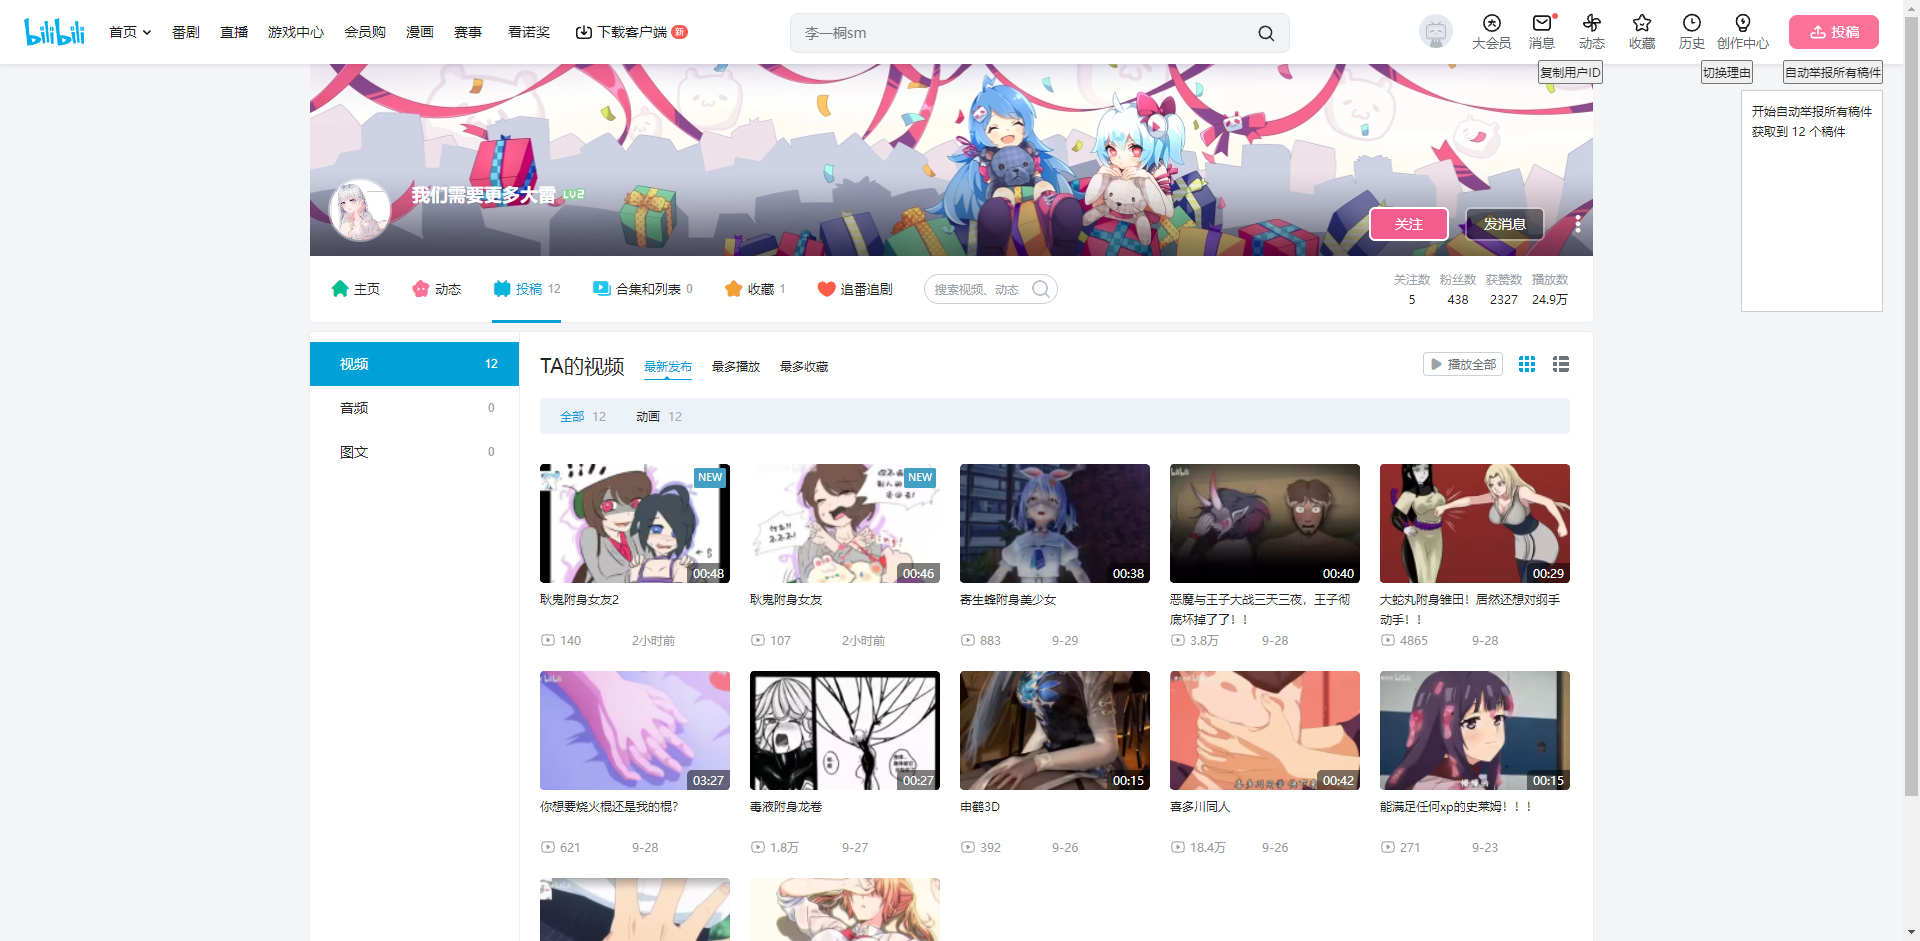 bilibili
首页
番剧
直播
游戏中心
会员购
漫画
赛事
看诺奖
下载客户端
新
李一桐sm
大会员
消息
动态
收藏
历史
创作中心
投稿
复制用户ID
切换理由
自动举报所有稿件
开始自动举报所有稿件
获取到 12 个稿件
我们需要更多大雷 LV2
关注
发消息
主页
动态
投稿 12
合集和列表 0
收藏 1
追番追剧
搜索视频、动态
关注数 粉丝数 获赞数 播放数
5 438 2327 24.9万
视频 12
音频 0
图文 0
TA的视频
最新发布
最多播放
最多收藏
播放全部
全部 12
动画 12
NEW
00:48
NEW
00:46
00:38
00:40
00:29
耿鬼附身女友2
耿鬼附身女友
寄生蜂附身美少女
恶魔与王子大战三天三夜，王子彻
底坏掉了了！！
大蛇丸附身雏田！居然还想对纲手
动手！！
140 2小时前
107 2小时前
883 9-29
3.8万 9-28
4865 9-28
03:27
00:27
00:15
00:42
00:15
你想要烧火棍还是我的棍？
毒液附身龙卷
申鹤3D
喜多川同人
能满足任何xp的史莱姆！！！
621 9-28
1.8万 9-27
392 9-26
18.4万 9-26
271 9-23